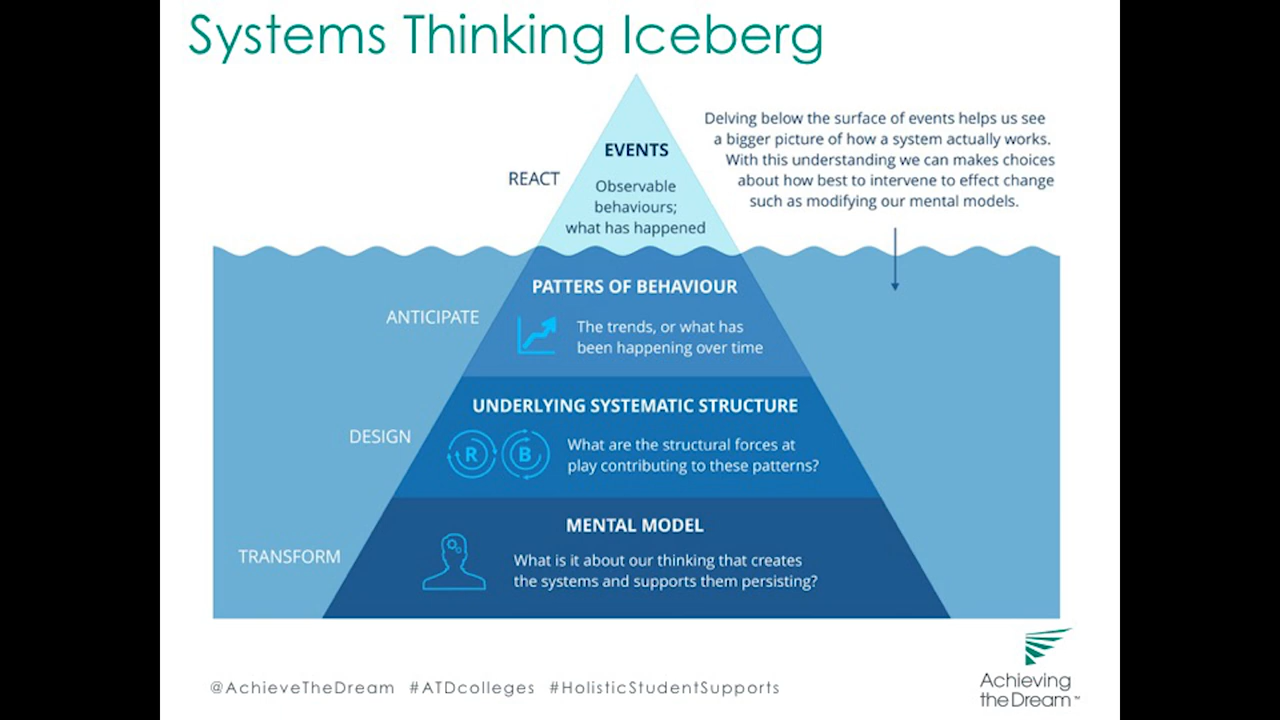 Systems Thinking Iceberg
Delving below the surface of events helps us see
a bigger picture of how a system actually works.
With this understanding we can makes choices
about how best to intervene to effect change
such as modifying our mental models.
REACT
EVENTS
Observable
behaviours;
what has happened
ANTICIPATE
PATTERS OF BEHAVIOUR
The trends, or what has
been happening over time
DESIGN
UNDERLYING SYSTEMATIC STRUCTURE
R B
What are the structural forces at
play contributing to these patterns?
TRANSFORM
MENTAL MODEL
What is it about our thinking that creates
the systems and supports them persisting?
@AchieveTheDream #ATDcolleges #HolisticStudentSupports
Achieving
the Dream™